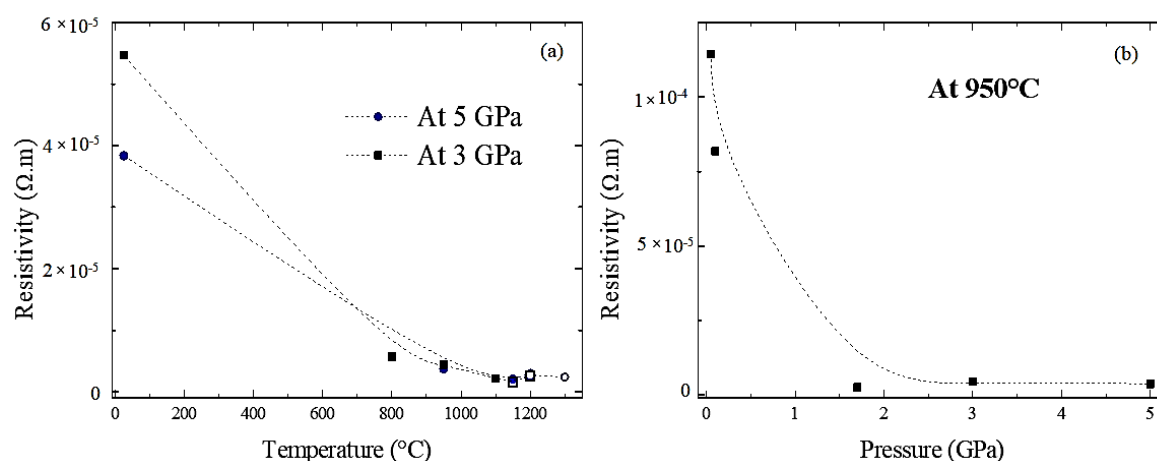 6 × 10⁻⁵
4 × 10⁻⁵
2 × 10⁻⁵
0
Resistivity (Ω.m)
(a)
At 5 GPa
At 3 GPa
0 200 400 600 800 1000 1200
Temperature (°C)
1×10⁻⁴
5 ×10⁻⁵
0
Resistivity (Ω.m)
(b)
At 950°C
0 1 2 3 4 5
Pressure (GPa)